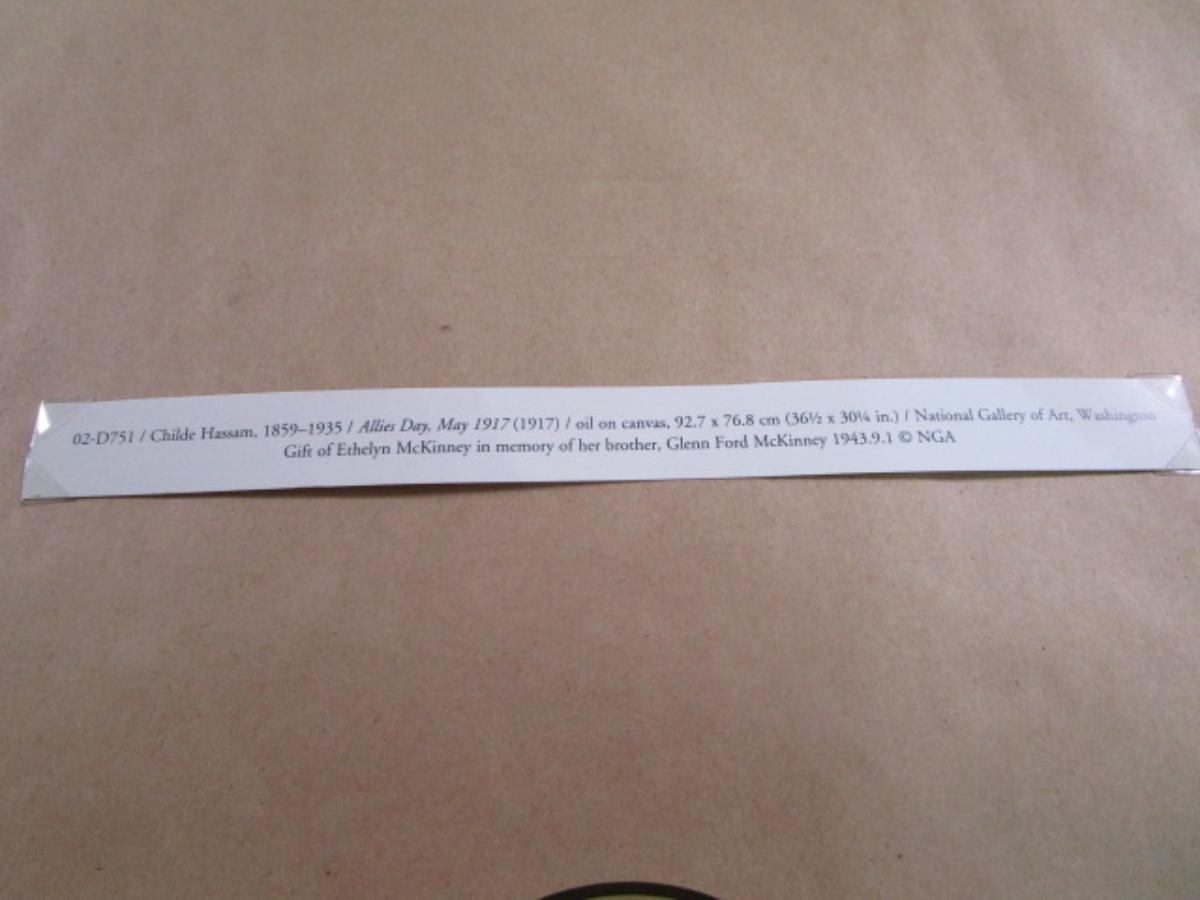 02-D751 / Childe Hassam, 1859–1935 / Allies Day, May 1917 (1917) / oil on canvas, 92.7 x 76.8 cm (36½ x 30¼ in.) / National Gallery of Art, Washington
Gift of Ethelyn McKinney in memory of her brother, Glenn Ford McKinney 1943.9.1 © NGA